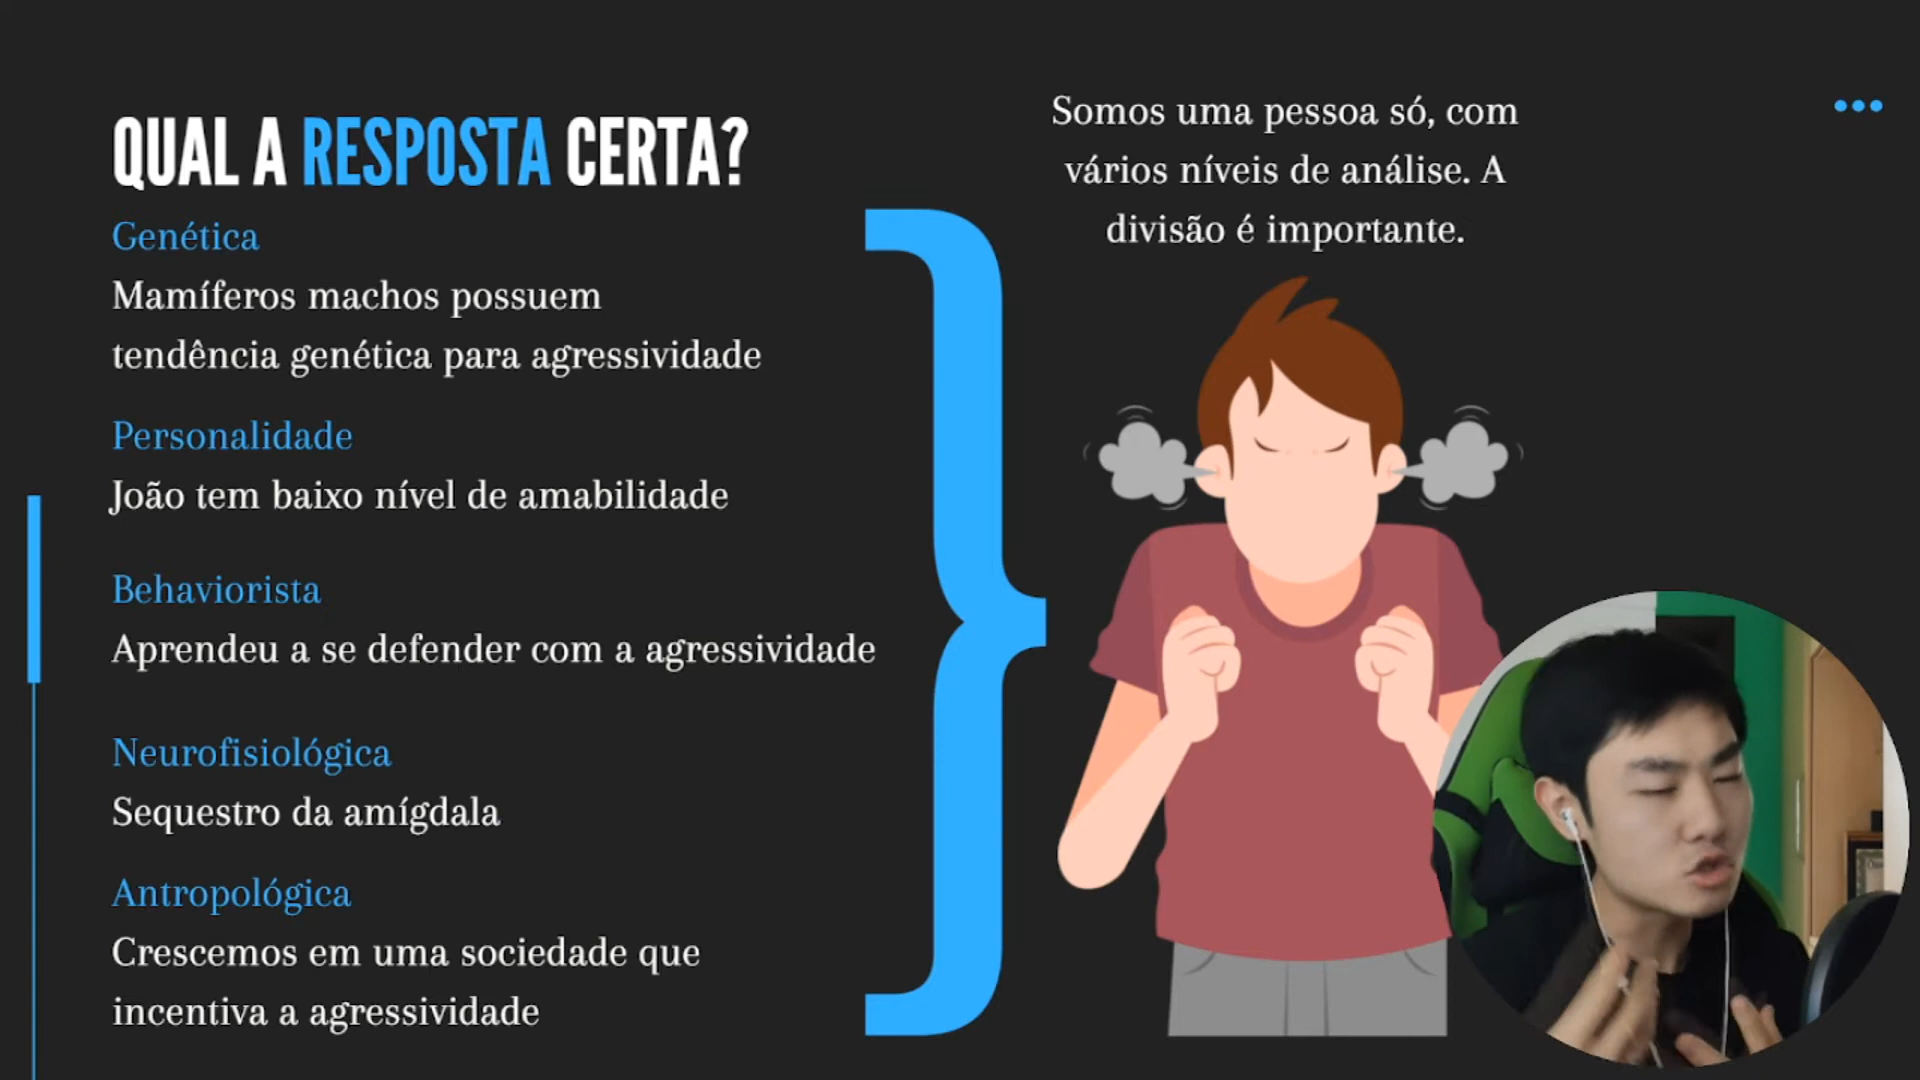 QUAL A RESPOSTA CERTA?
Genética
Mamíferos machos possuem
tendência genética para agressividade
Personalidade
João tem baixo nível de amabilidade
Behaviorista
Aprendeu a se defender com a agressividade
Neurofisiológica
Sequestro da amígdala
Antropológica
Crescemos em uma sociedade que
incentiva a agressividade
Somos uma pessoa só, com
vários níveis de análise. A
divisão é importante.